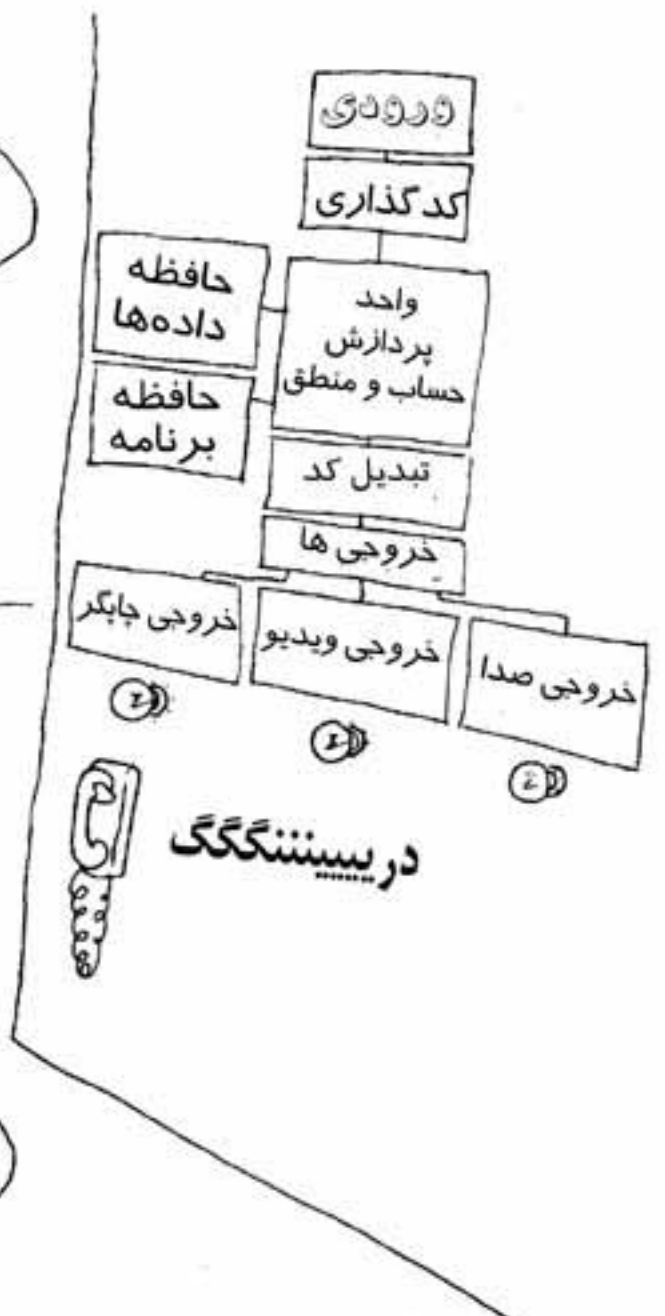 ورودی
کدگذاری
حافظه
داده‌ها
واحد
پردازش
حساب و منطق
حافظه
برنامه
تبدیل کد
خروجی ها
خروجی صدا
خروجی ویدیو
خروجی چاپگر
دریییینننگگگ